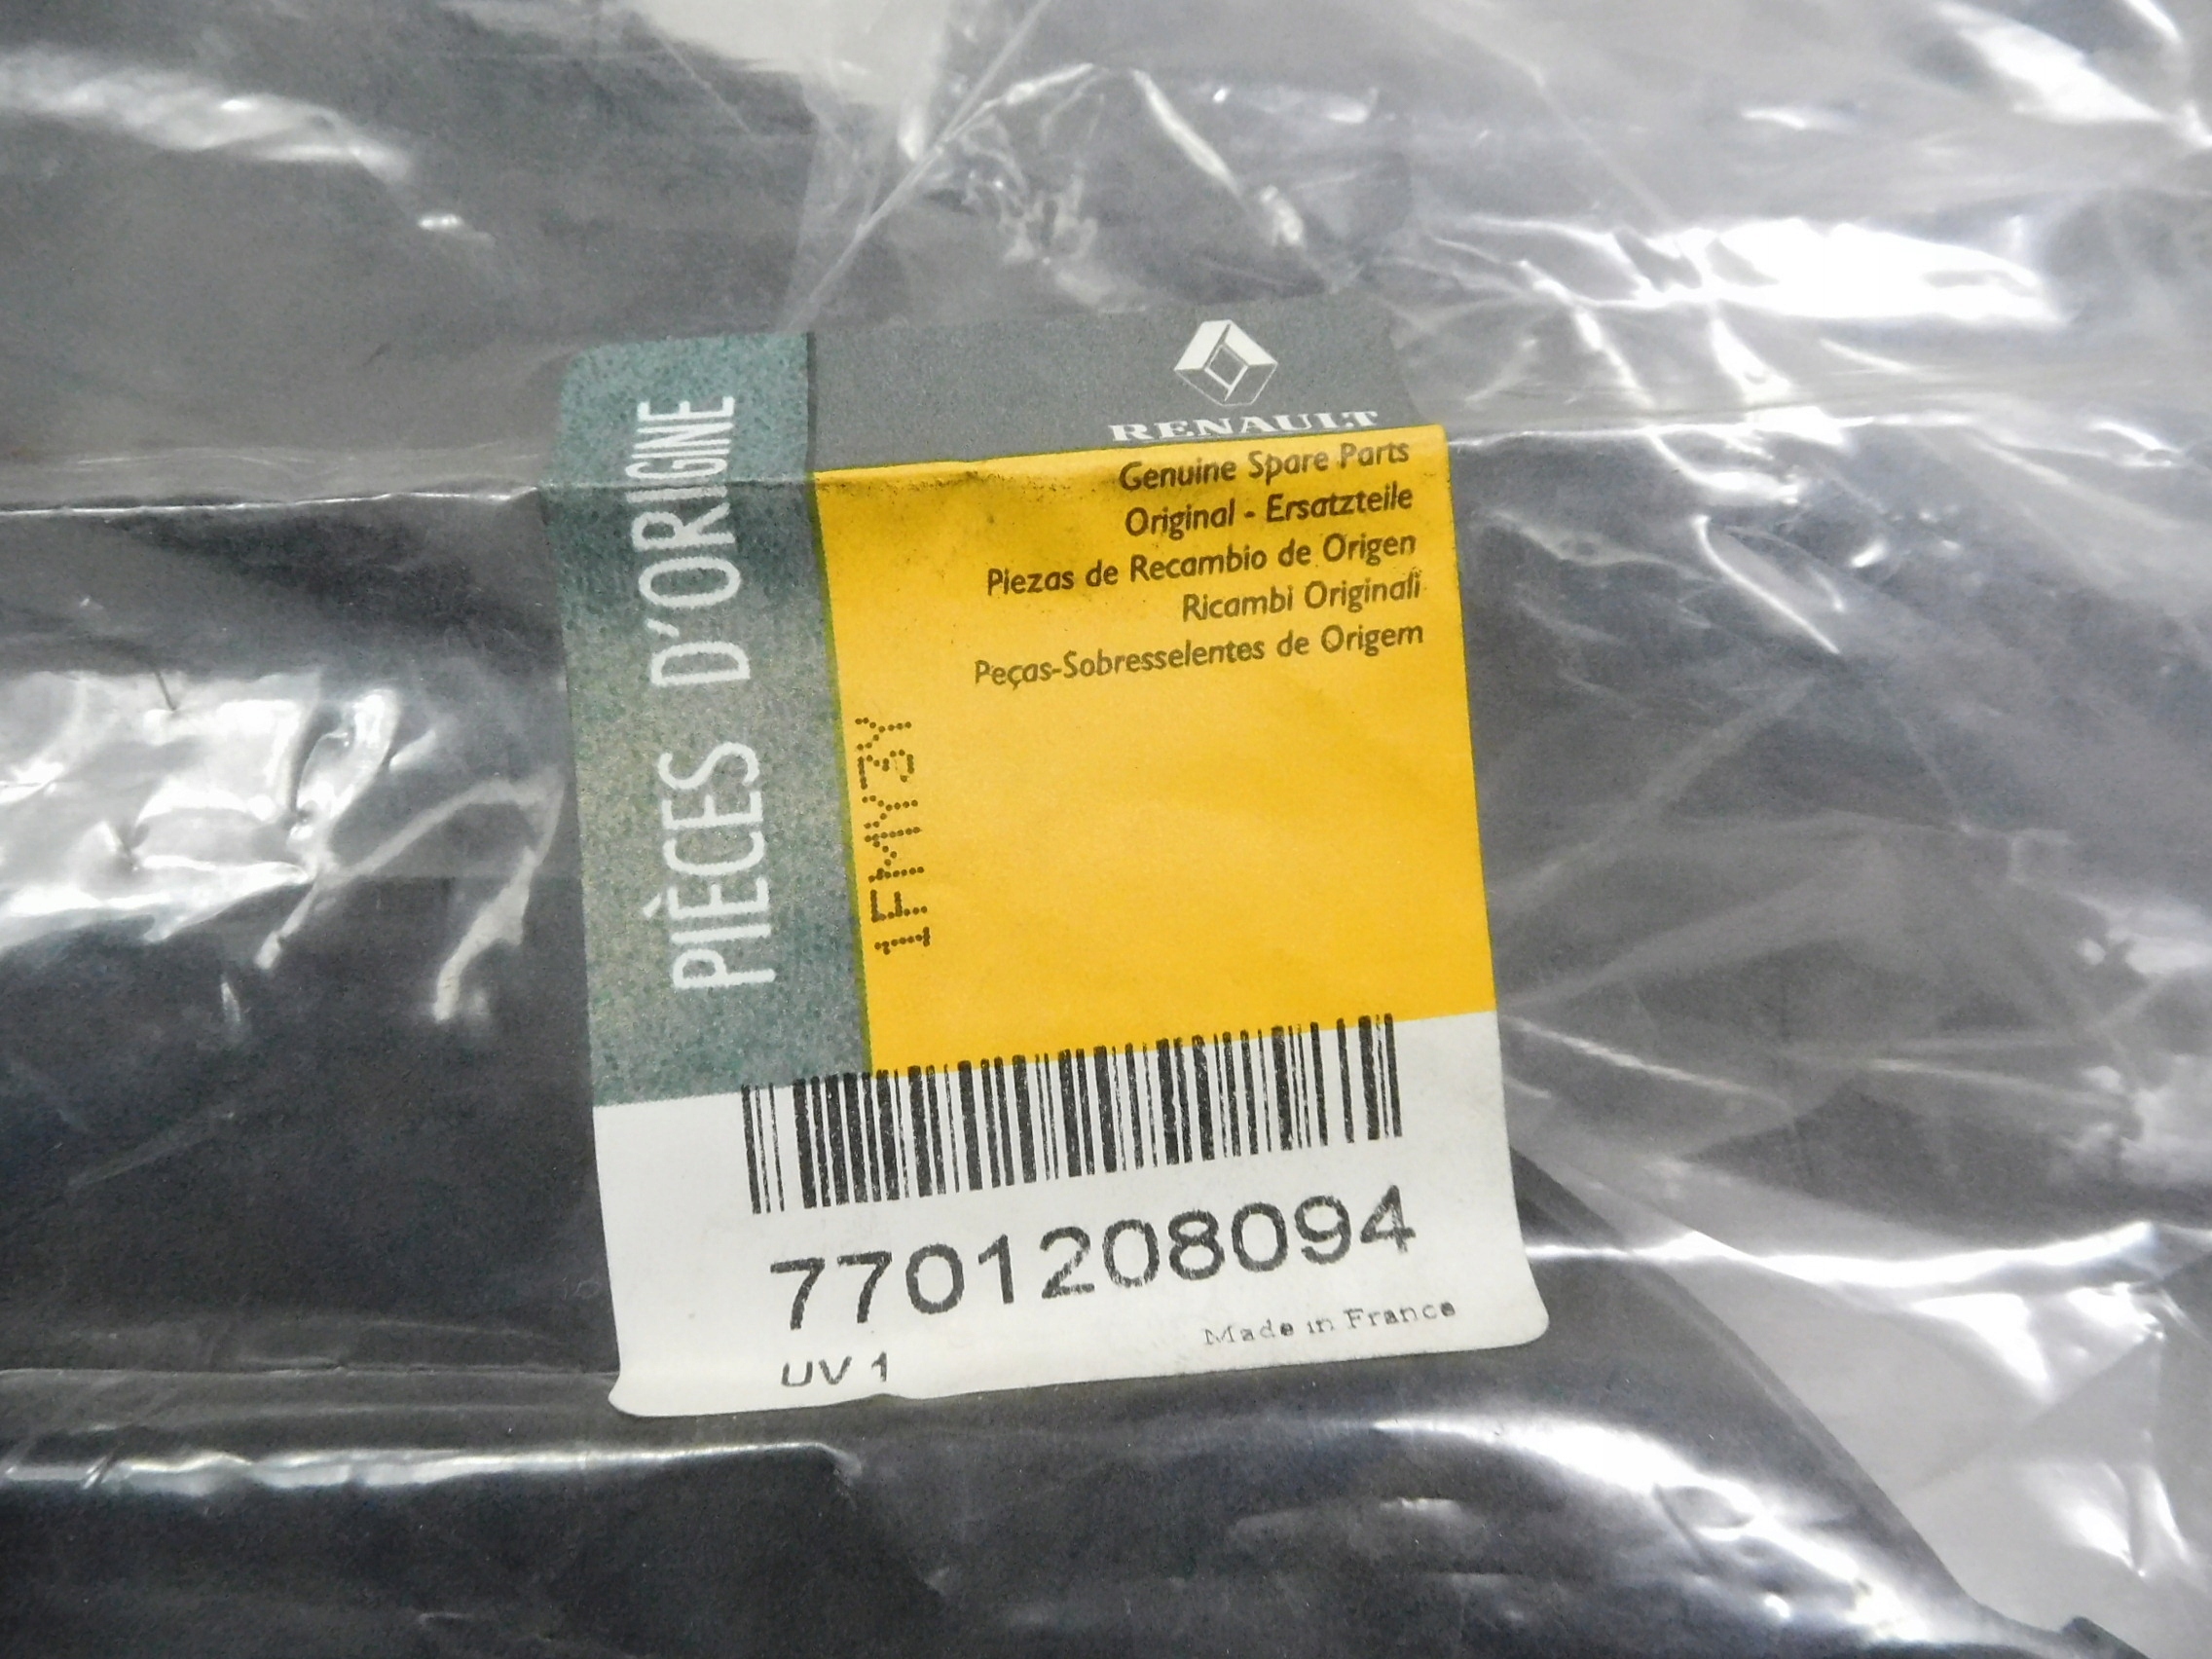 RENAULT
PIÈCES D'ORIGINE
Genuine Spare Parts
Original - Ersatzteile
Piezas de Recambio de Origen
Ricambi Originali
Peças-Sobresselentes de Origem
1FMY3Y
7701208094
Made in France
UV 1